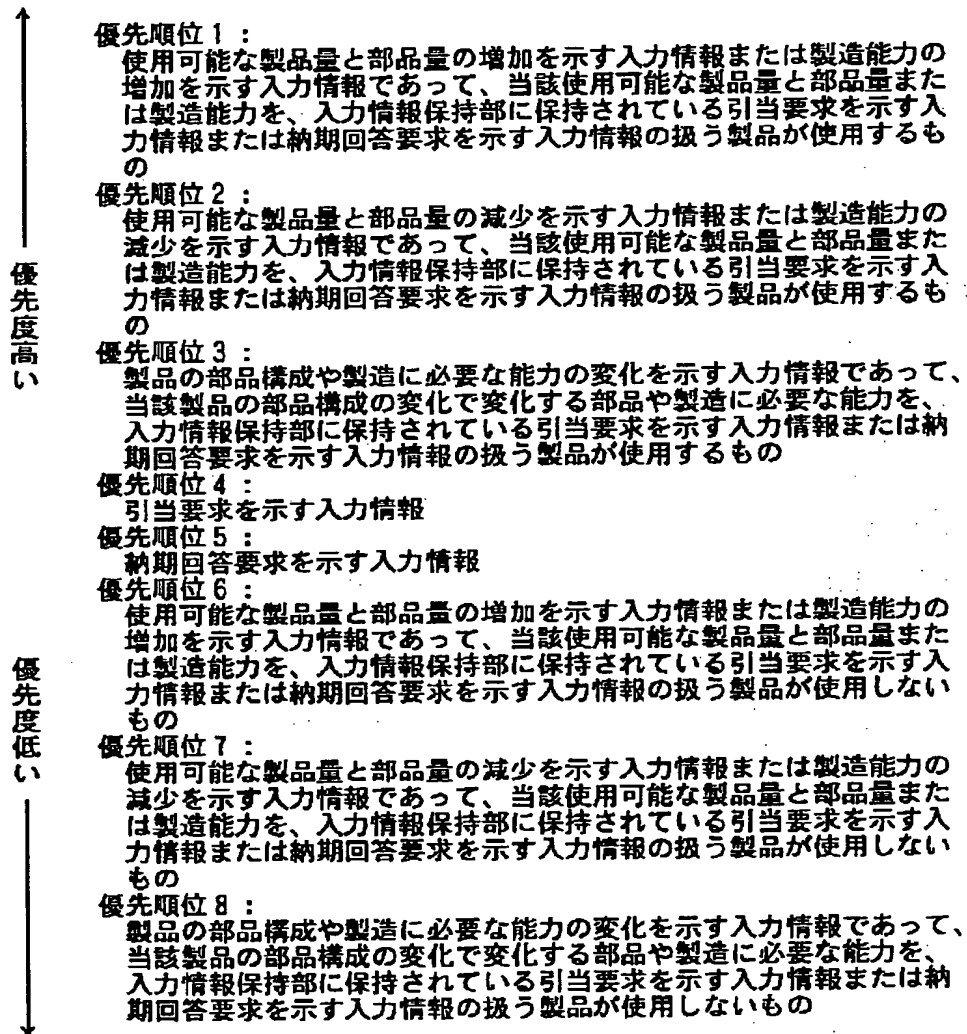 優先順位1:
使用可能な製品量と部品量の増加を示す入力情報または製造能力の
増加を示す入力情報であって、当該使用可能な製品量と部品量また
は製造能力を、入力情報保持部に保持されている引当要求を示す入
力情報または納期回答要求を示す入力情報の扱う製品が使用するも
の
優先順位2:
使用可能な製品量と部品量の減少を示す入力情報または製造能力の
減少を示す入力情報であって、当該使用可能な製品量と部品量また
は製造能力を、入力情報保持部に保持されている引当要求を示す入
力情報または納期回答要求を示す入力情報の扱う製品が使用するも
の
優先順位3:
製品の部品構成や製造に必要な能力の変化を示す入力情報であって、
当該製品の部品構成の変化で変化する部品や製造に必要な能力を、
入力情報保持部に保持されている引当要求を示す入力情報または納
期回答要求を示す入力情報の扱う製品が使用するもの
優先順位4:
引当要求を示す入力情報
優先順位5:
納期回答要求を示す入力情報
優先順位6:
使用可能な製品量と部品量の増加を示す入力情報または製造能力の
増加を示す入力情報であって、当該使用可能な製品量と部品量また
は製造能力を、入力情報保持部に保持されている引当要求を示す入
力情報または納期回答要求を示す入力情報の扱う製品が使用しない
もの
優先順位7:
使用可能な製品量と部品量の減少を示す入力情報または製造能力の
減少を示す入力情報であって、当該使用可能な製品量と部品量また
は製造能力を、入力情報保持部に保持されている引当要求を示す入
力情報または納期回答要求を示す入力情報の扱う製品が使用しない
もの
優先順位8:
製品の部品構成や製造に必要な能力の変化を示す入力情報であって、
当該製品の部品構成の変化で変化する部品や製造に必要な能力を、
入力情報保持部に保持されている引当要求を示す入力情報または納
期回答要求を示す入力情報の扱う製品が使用しないもの
優先度高い
優先度低い